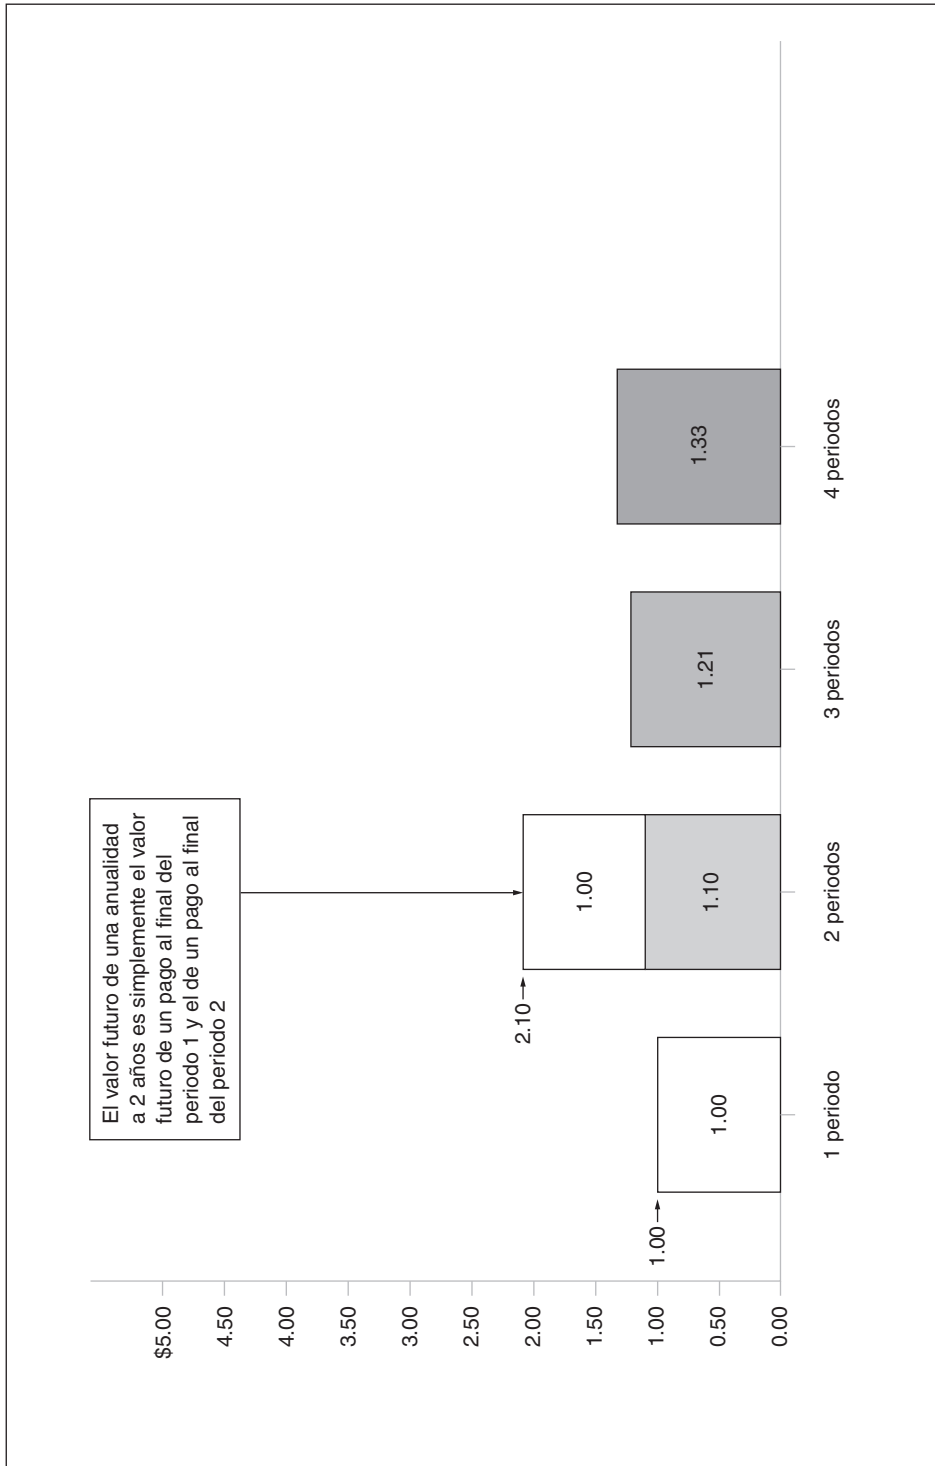 El valor futuro de una anualidad
a 2 años es simplemente el valor
futuro de un pago al final del
periodo 1 y el de un pago al final
del periodo 2
$5.00
4.50
4.00
3.50
3.00
2.50
2.00
1.50
1.00
0.50
0.00
1.00
1.00
2.10
1.00
1.10
1.21
1.33
1 periodo
2 periodos
3 periodos
4 periodos